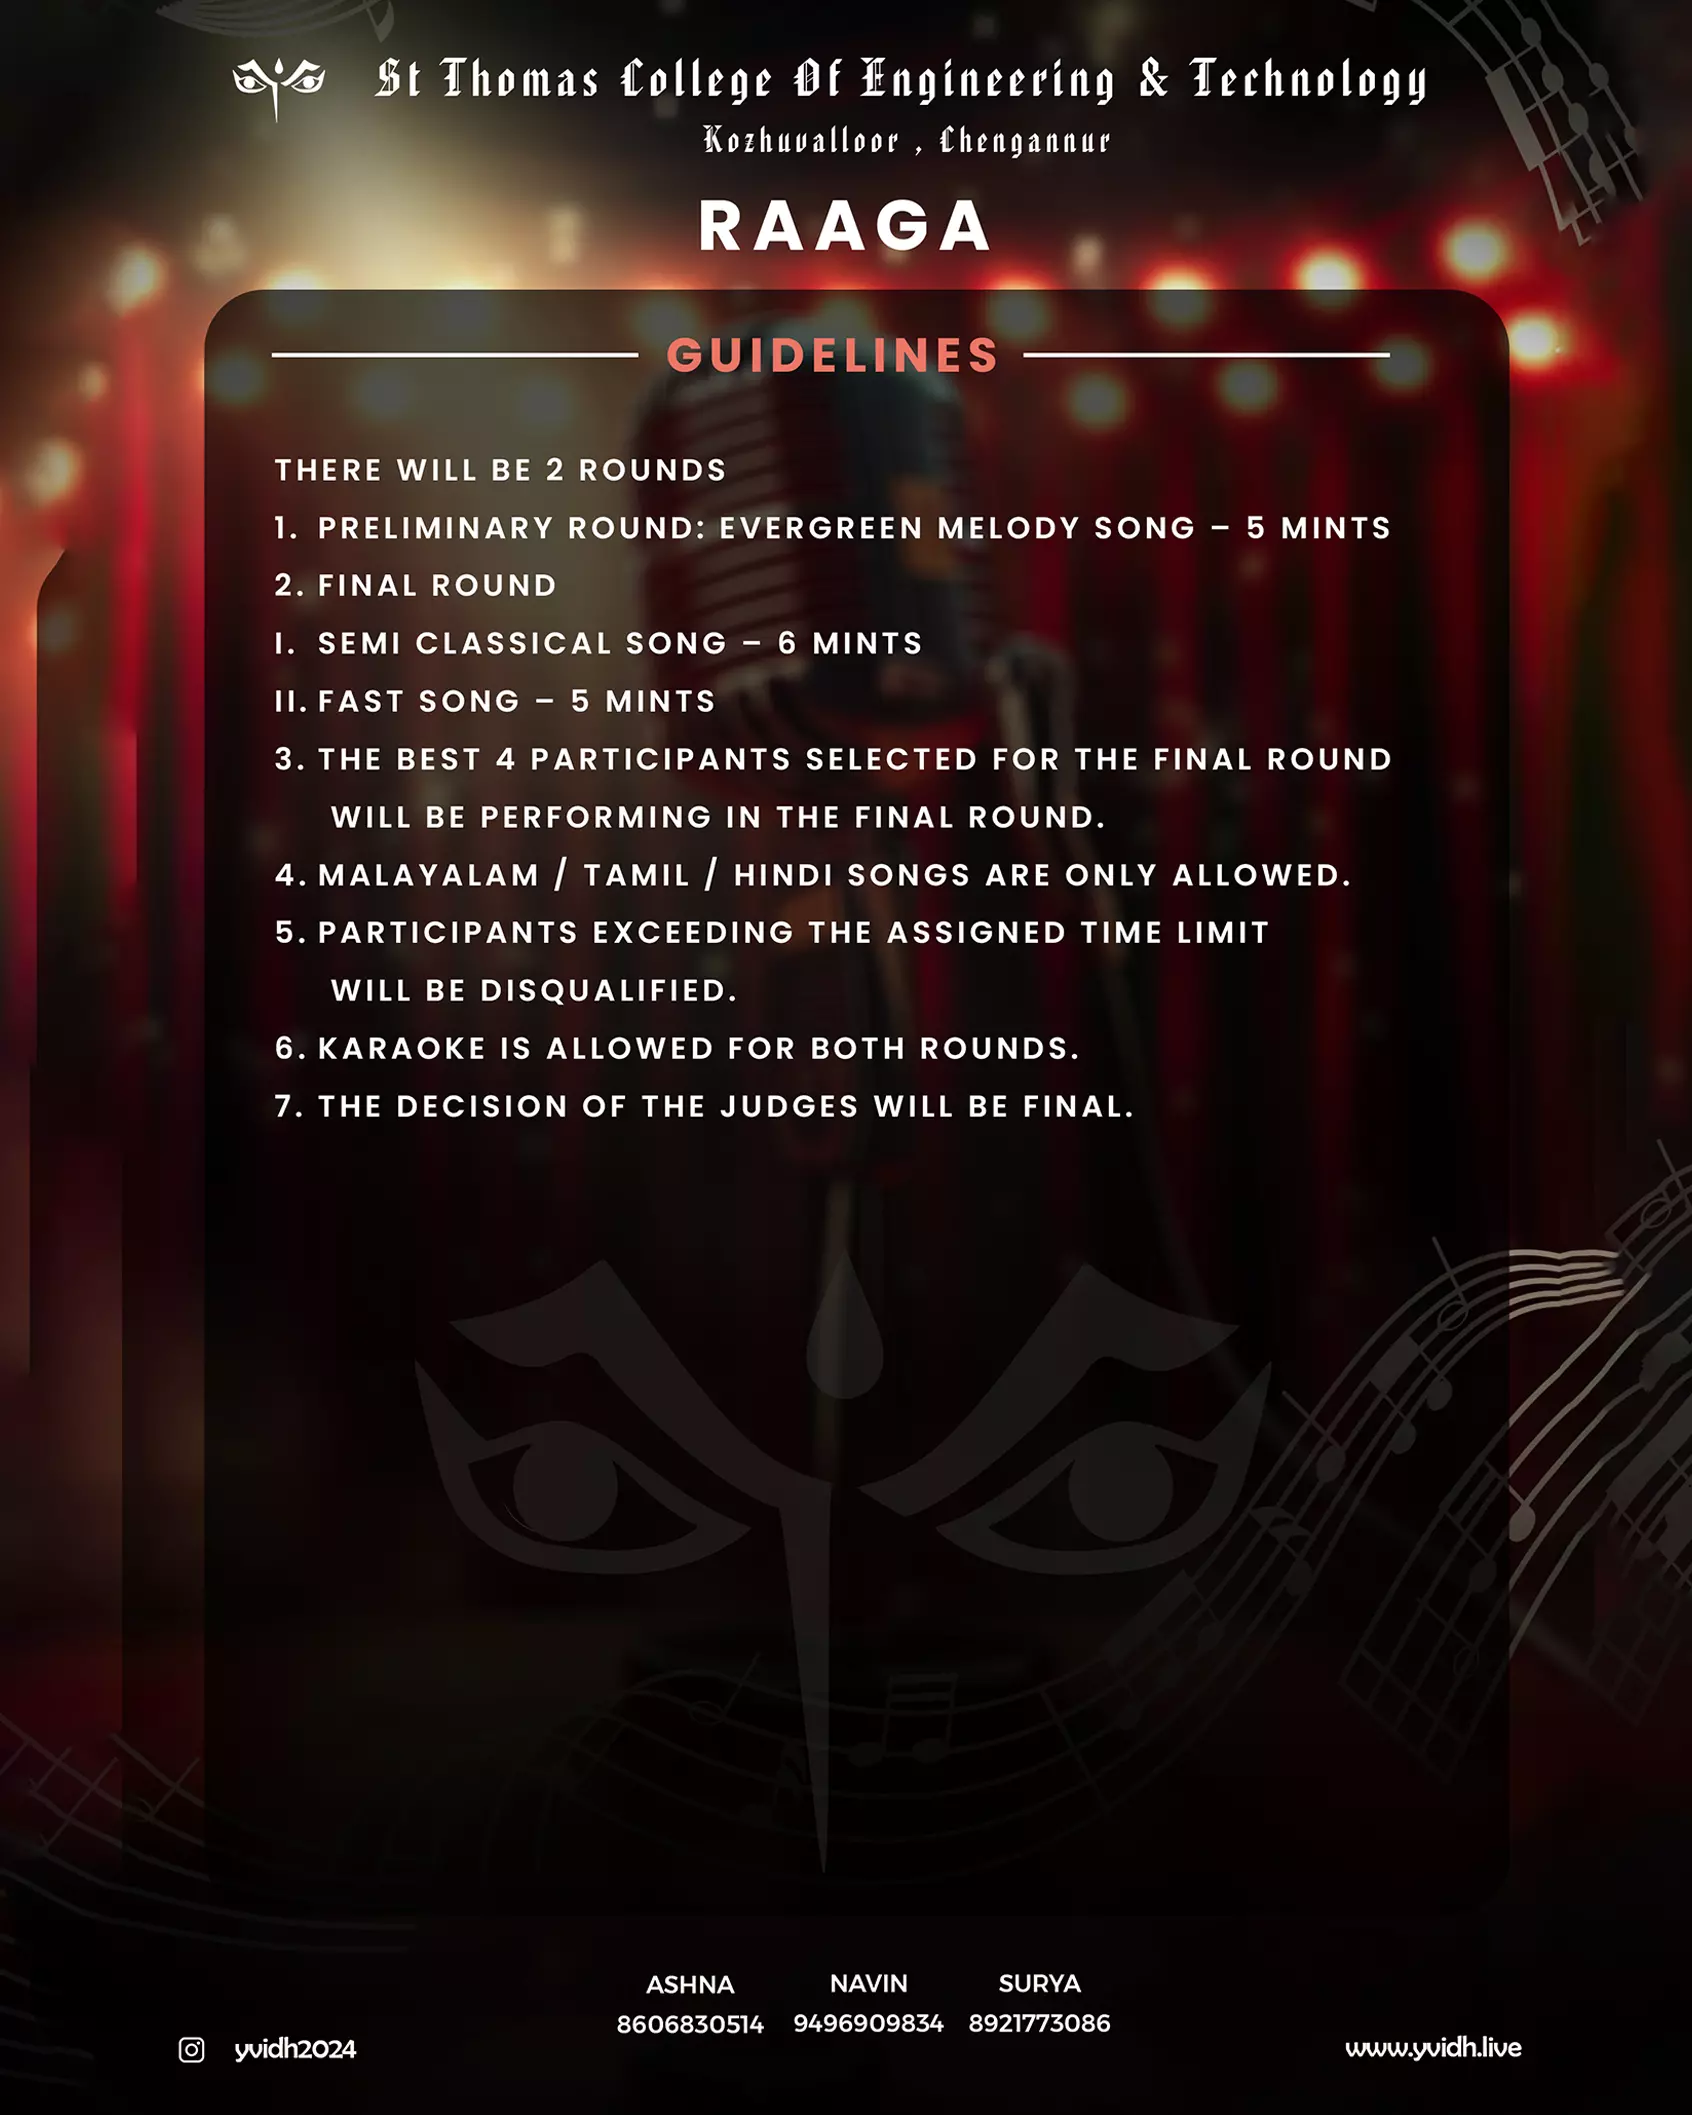 St Thomas College Of Engineering & Technology
Kozhuvalloor , Chengannur
RAAGA
GUIDELINES
THERE WILL BE 2 ROUNDS
1. PRELIMINARY ROUND: EVERGREEN MELODY SONG – 5 MINTS
2. FINAL ROUND
I. SEMI CLASSICAL SONG – 6 MINTS
II. FAST SONG – 5 MINTS
3. THE BEST 4 PARTICIPANTS SELECTED FOR THE FINAL ROUND
WILL BE PERFORMING IN THE FINAL ROUND.
4. MALAYALAM / TAMIL / HINDI SONGS ARE ONLY ALLOWED.
5. PARTICIPANTS EXCEEDING THE ASSIGNED TIME LIMIT
WILL BE DISQUALIFIED.
6. KARAOKE IS ALLOWED FOR BOTH ROUNDS.
7. THE DECISION OF THE JUDGES WILL BE FINAL.
ASHNA NAVIN SURYA
8606830514 9496909834 8921773086
yvidh2024 www.yvidh.live